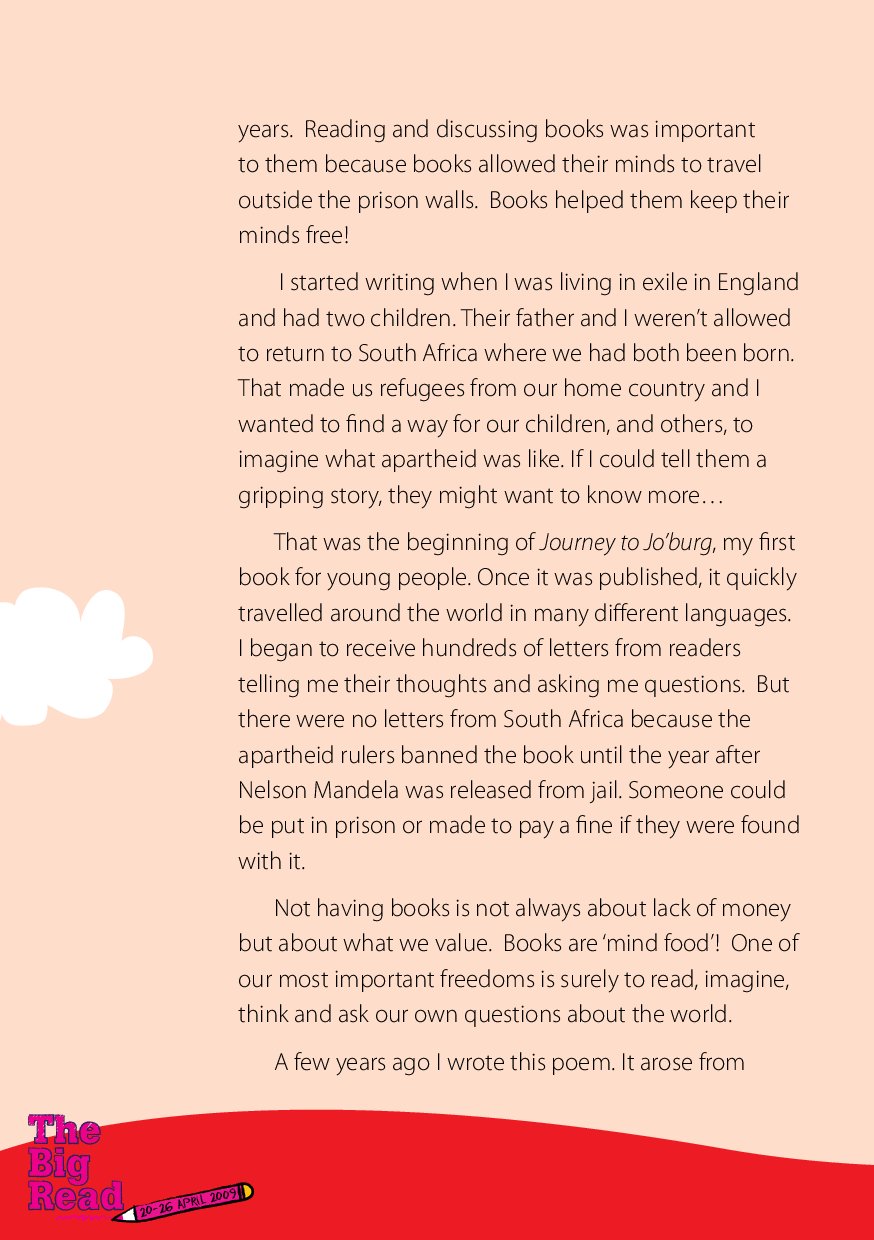 years.  Reading and discussing books was important
to them because books allowed their minds to travel
outside the prison walls.  Books helped them keep their
minds free!
I started writing when I was living in exile in England
and had two children. Their father and I weren’t allowed
to return to South Africa where we had both been born.
That made us refugees from our home country and I
wanted to find a way for our children, and others, to
imagine what apartheid was like. If I could tell them a
gripping story, they might want to know more…
That was the beginning of Journey to Jo’burg, my first
book for young people. Once it was published, it quickly
travelled around the world in many different languages.
I began to receive hundreds of letters from readers
telling me their thoughts and asking me questions.  But
there were no letters from South Africa because the
apartheid rulers banned the book until the year after
Nelson Mandela was released from jail. Someone could
be put in prison or made to pay a fine if they were found
with it.
Not having books is not always about lack of money
but about what we value.  Books are ‘mind food’!  One of
our most important freedoms is surely to read, imagine,
think and ask our own questions about the world.
A few years ago I wrote this poem. It arose from
The
Big
Read
20-26 APRIL 2009